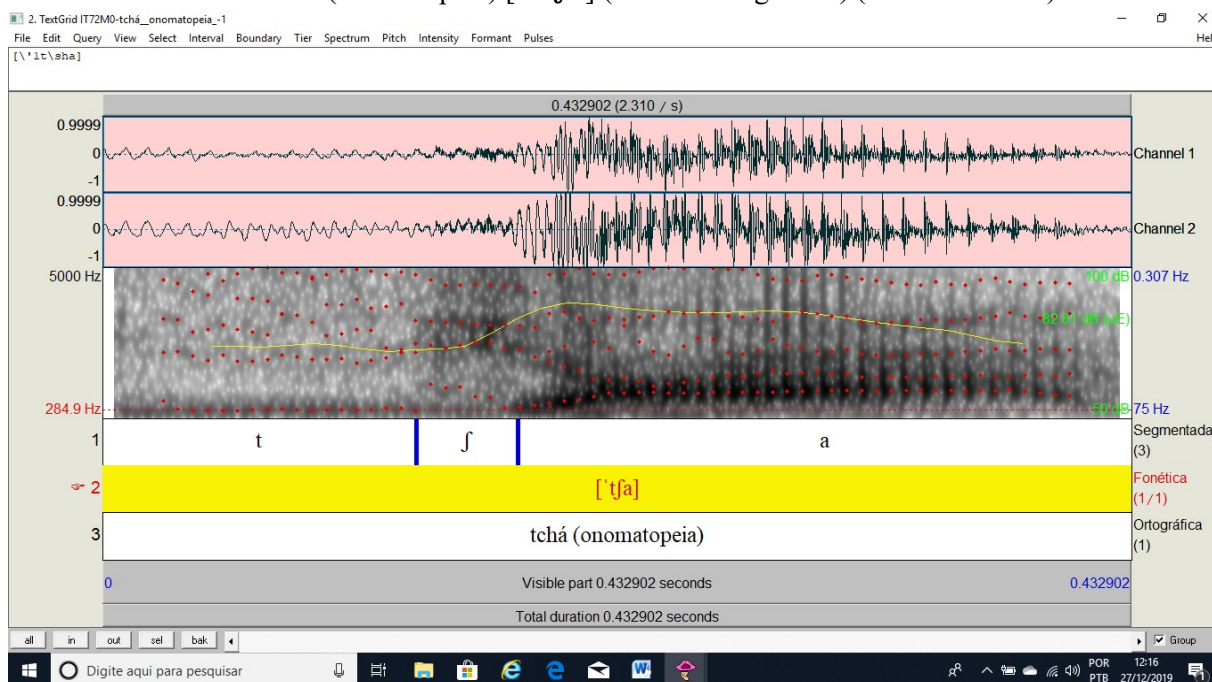 2. TextGrid IT72M0-tchá__onomatopeia_-1
File Edit Query View Select Interval Boundary Tier Spectrum Pitch Intensity Formant Pulses Hel
[\'1t\sha]
0.432902 (2.310 / s)
0.9999
0
-1
Channel 1
0.9999
0
-1
Channel 2
5000 Hz
100 dB
0.307 Hz
284.9 Hz
50 dB
75 Hz
1
t
ʃ
a
Segmentada
(3)
☞ 2
[ˈtʃa]
Fonética
(1/1)
3
tchá (onomatopeia)
Ortográfica
(1)
0
Visible part 0.432902 seconds
0.432902
Total duration 0.432902 seconds
all in out sel bak
Group
Digite aqui para pesquisar
POR
PTB
12:16
27/12/2019